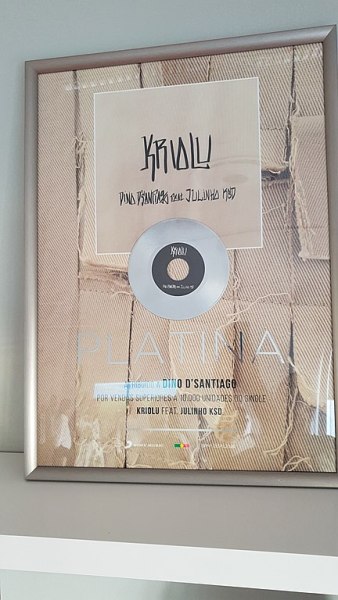 KRIOLU
DINO D'SANTIAGO FEAT. JULINHO KSD
KRIOLU
PLATINA
ATRIBUÍDO A DINO D'SANTIAGO
POR VENDAS SUPERIORES A 10.000 UNIDADES DO SINGLE
KRIOLU FEAT. JULINHO KSD